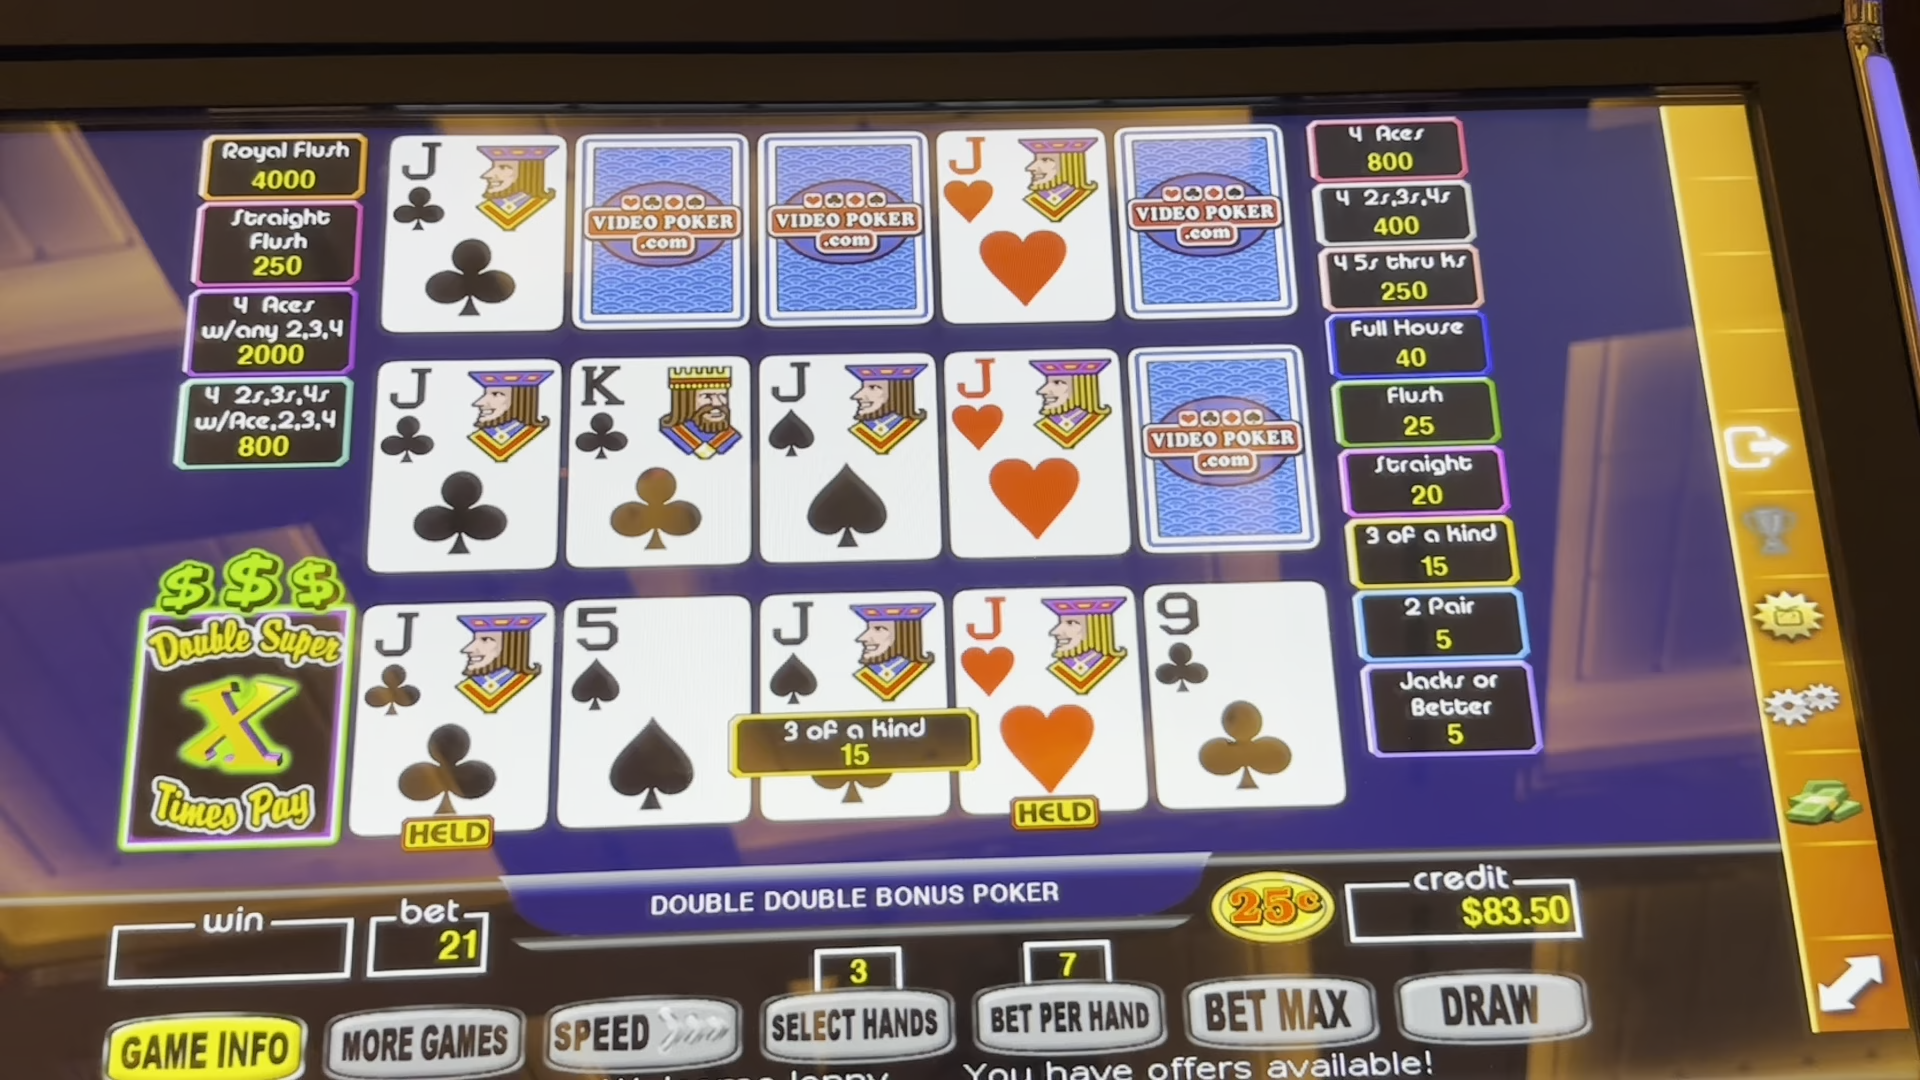 Royal Flush
4000
Straight
Flush
250
4 Aces
w/any 2,3,4
2000
4 2s,3s,4s
w/Ace,2,3,4
800
J
VIDEO POKER
.com
VIDEO POKER
.com
J
VIDEO POKER
.com
4 Aces
800
4 2s,3s,4s
400
4 5s thru Ks
250
Full House
40
Flush
25
Straight
20
3 of a kind
15
2 Pair
5
Jacks or
Better
5
J
K
J
J
VIDEO POKER
.com
$ $ $
Double Super
X
Times Pay
J
5
J
J
9
3 of a kind
15
HELD
HELD
DOUBLE DOUBLE BONUS POKER
25¢
win
bet
21
credit
$83.50
3
7
GAME INFO
MORE GAMES
SPEED
SELECT HANDS
BET PER HAND
BET MAX
DRAW
You have offers available!